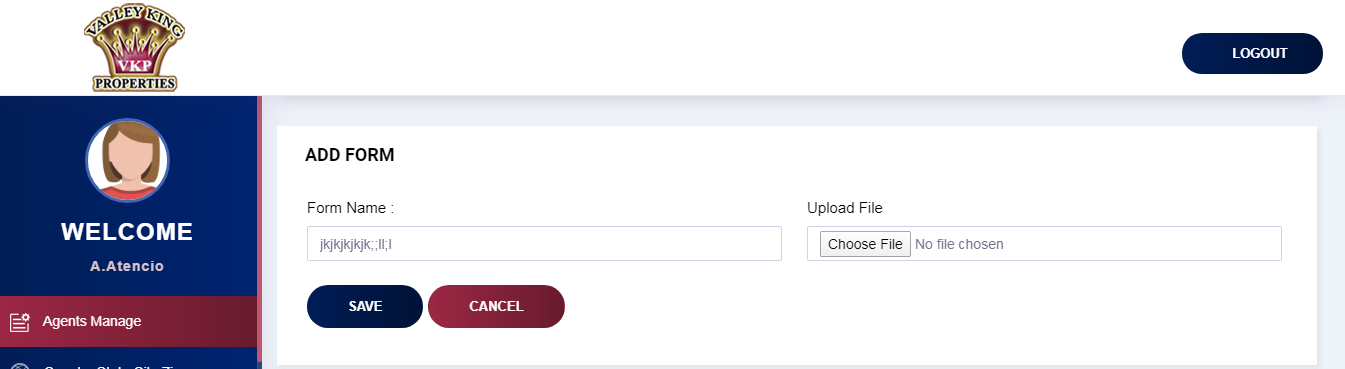 VALLEY KING
VKP
PROPERTIES
LOGOUT
WELCOME
A.Atencio
Agents Manage
ADD FORM
Form Name :
jkjkjkjkjk;;ll;l
Upload File
Choose File No file chosen
SAVE
CANCEL